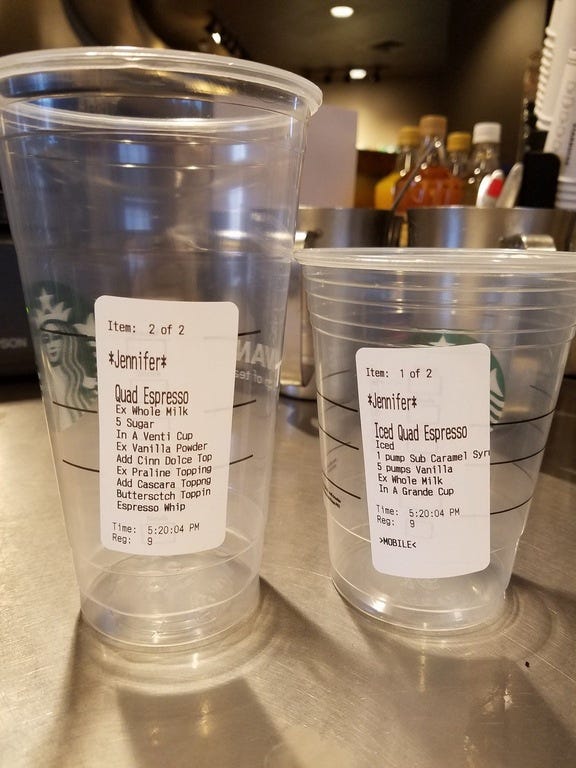 Item: 2 of 2
*Jennifer*
Quad Espresso
Ex Whole Milk
5 Sugar
In A Venti Cup
Ex Vanilla Powder
Add Cinn Dolce Top
Ex Praline Topping
Add Cascara Toppng
Buttersctch Toppin
Espresso Whip
Time: 5:20:04 PM
Reg: 9
Item: 1 of 2
*Jennifer*
Iced Quad Espresso
Iced
1 pump Sub Caramel Syr
5 pumps Vanilla
Ex Whole Milk
In A Grande Cup
Time: 5:20:04 PM
Reg: 9
>MOBILE<